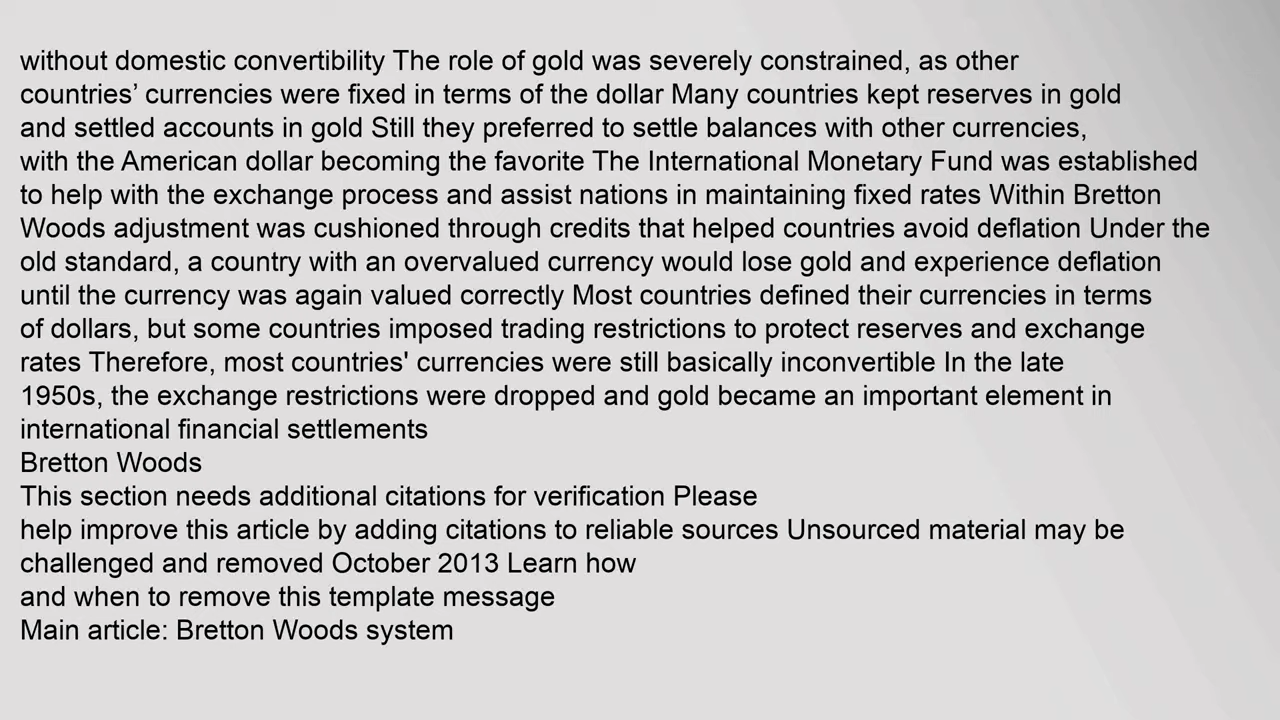 without domestic convertibility The role of gold was severely constrained, as other
countries’ currencies were fixed in terms of the dollar Many countries kept reserves in gold
and settled accounts in gold Still they preferred to settle balances with other currencies,
with the American dollar becoming the favorite The International Monetary Fund was established
to help with the exchange process and assist nations in maintaining fixed rates Within Bretton
Woods adjustment was cushioned through credits that helped countries avoid deflation Under the
old standard, a country with an overvalued currency would lose gold and experience deflation
until the currency was again valued correctly Most countries defined their currencies in terms
of dollars, but some countries imposed trading restrictions to protect reserves and exchange
rates Therefore, most countries' currencies were still basically inconvertible In the late
1950s, the exchange restrictions were dropped and gold became an important element in
international financial settlements
Bretton Woods
This section needs additional citations for verification Please
help improve this article by adding citations to reliable sources Unsourced material may be
challenged and removed October 2013 Learn how
and when to remove this template message
Main article: Bretton Woods system